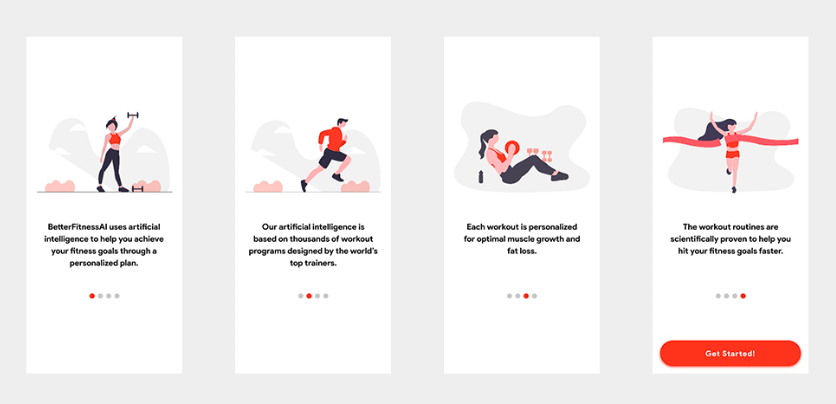 BetterFitnessAI uses artificial
intelligence to help you achieve
your fitness goals through a
personalized plan.
Our artificial intelligence is
based on thousands of workout
programs designed by the world's
top trainers.
Each workout is personalized
for optimal muscle growth and
fat loss.
The workout routines are
scientifically proven to help you
hit your fitness goals faster.
Get Started!